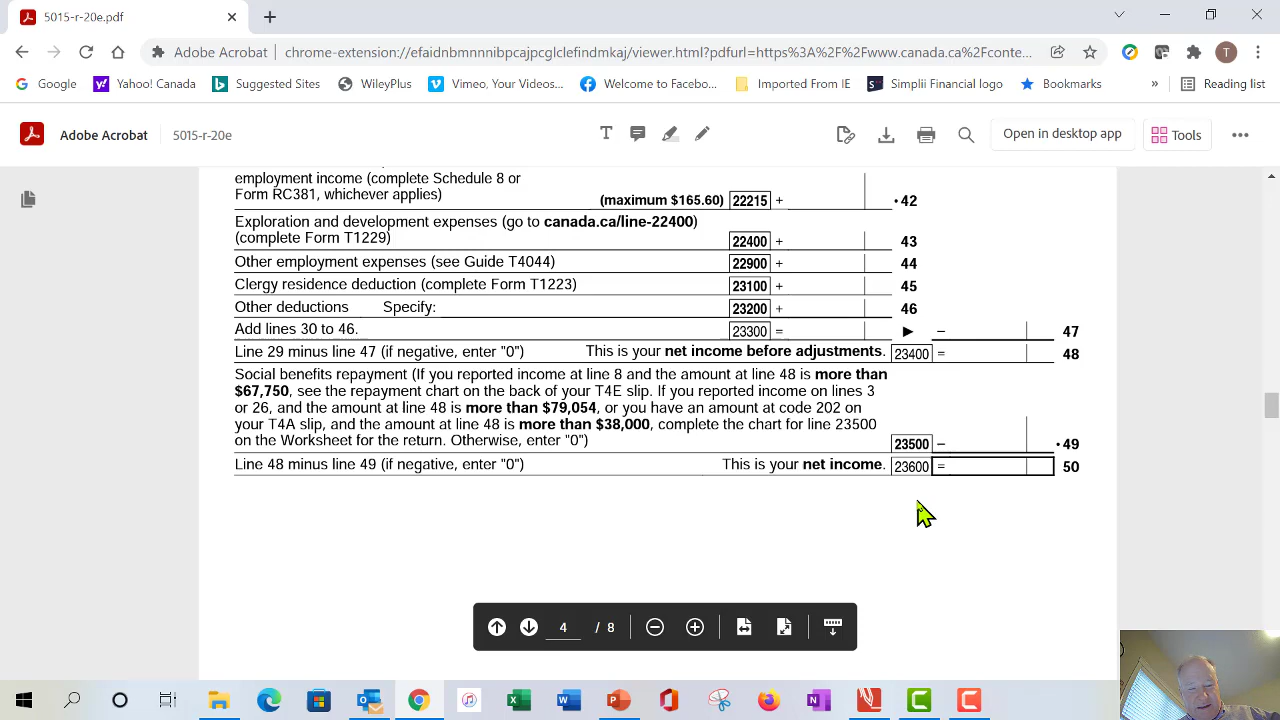 5015-r-20e.pdf
Adobe Acrobat chrome-extension://efaidnbmnnnibpcajpcglclefindmkaj/viewer.html?pdfurl=https%3A%2F%2Fwww.canada.ca%2Fconte...
T
Google Yahoo! Canada Suggested Sites WileyPlus Vimeo, Your Videos... Welcome to Facebo... Imported From IE Simplii Financial logo Bookmarks » Reading list
Adobe Acrobat 5015-r-20e Open in desktop app Tools
employment income (complete Schedule 8 or
Form RC381, whichever applies) (maximum $165.60) 22215 + •42
Exploration and development expenses (go to canada.ca/line-22400)
(complete Form T1229) 22400 + 43
Other employment expenses (see Guide T4044) 22900 + 44
Clergy residence deduction (complete Form T1223) 23100 + 45
Other deductions Specify: 23200 + 46
Add lines 30 to 46. 23300 = ► – 47
Line 29 minus line 47 (if negative, enter "0") This is your net income before adjustments. 23400 = 48
Social benefits repayment (If you reported income at line 8 and the amount at line 48 is more than
$67,750, see the repayment chart on the back of your T4E slip. If you reported income on lines 3
or 26, and the amount at line 48 is more than $79,054, or you have an amount at code 202 on
your T4A slip, and the amount at line 48 is more than $38,000, complete the chart for line 23500
on the Worksheet for the return. Otherwise, enter "0") 23500 – •49
Line 48 minus line 49 (if negative, enter "0") This is your net income. 23600 = 50
4 / 8